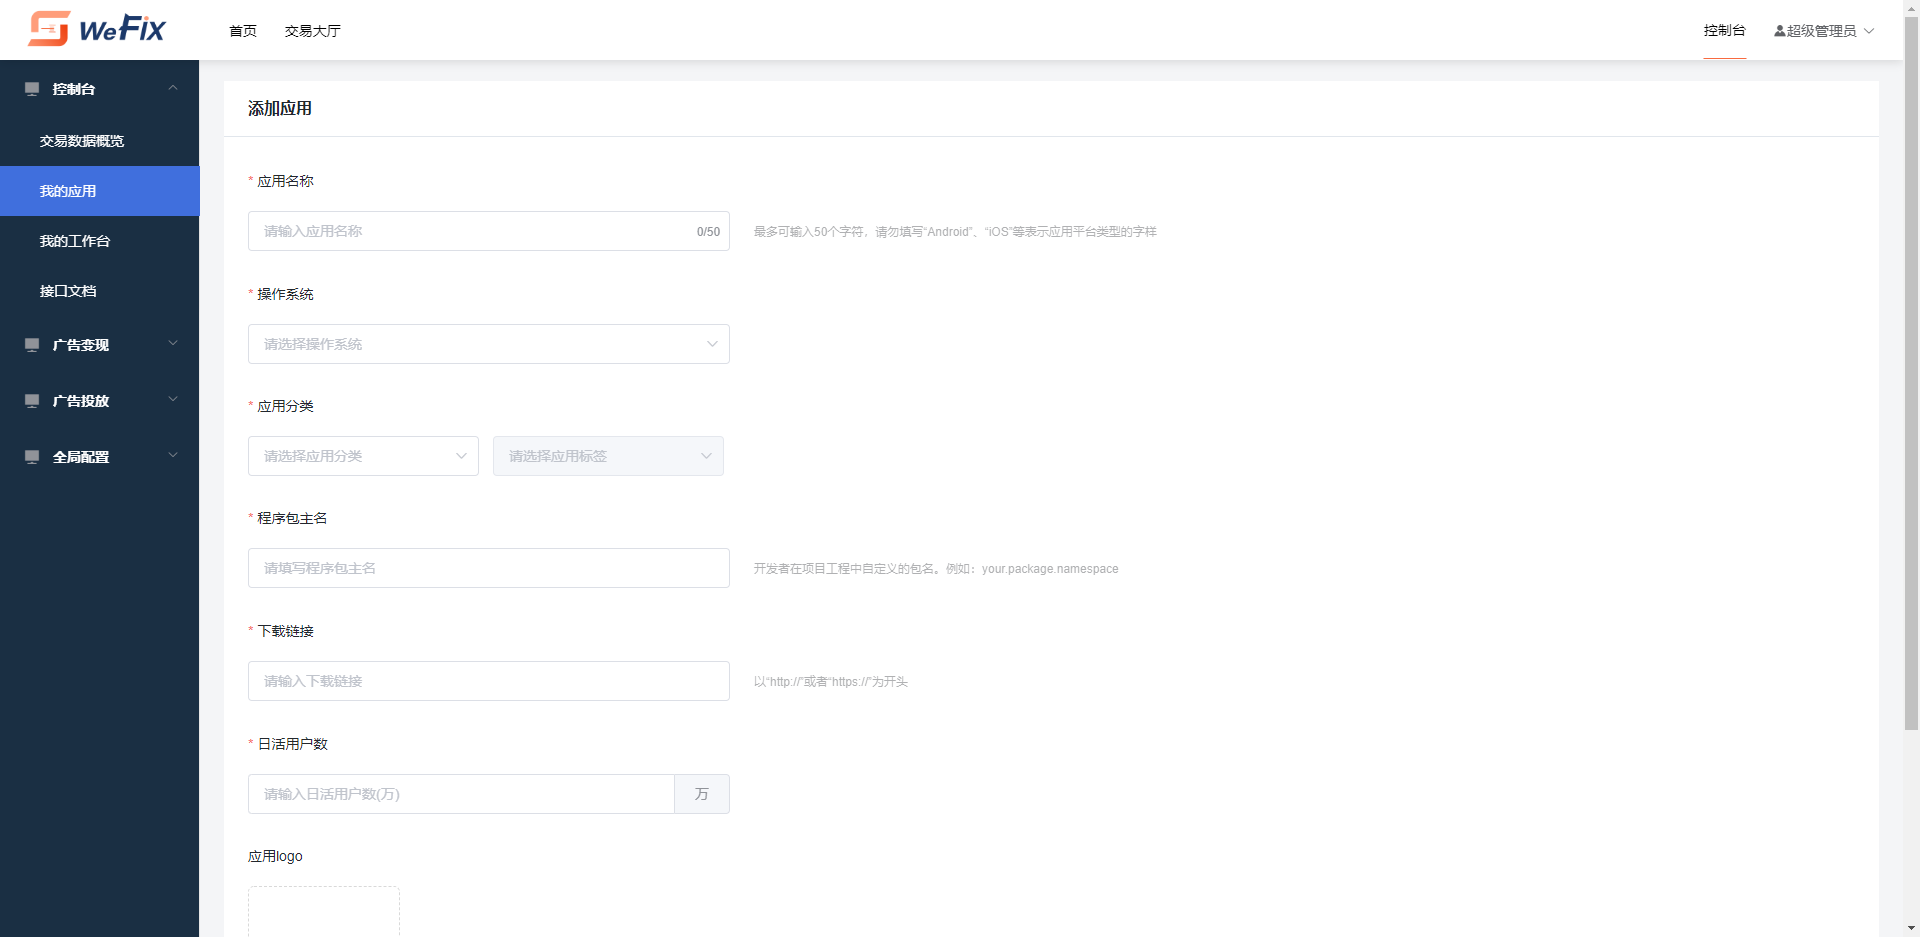 WeFix
首页
交易大厅
控制台
超级管理员
控制台
交易数据概览
我的应用
我的工作台
接口文档
广告变现
广告投放
全局配置
添加应用
* 应用名称
请输入应用名称 0/50
最多可输入50个字符，请勿填写“Android”、“iOS”等表示应用平台类型的字样
* 操作系统
请选择操作系统
* 应用分类
请选择应用分类
请选择应用标签
* 程序包主名
请填写程序包主名
开发者在项目工程中自定义的包名。例如：your.package.namespace
* 下载链接
请输入下载链接
以“http://”或者“https://”为开头
* 日活用户数
请输入日活用户数(万) 万
应用logo